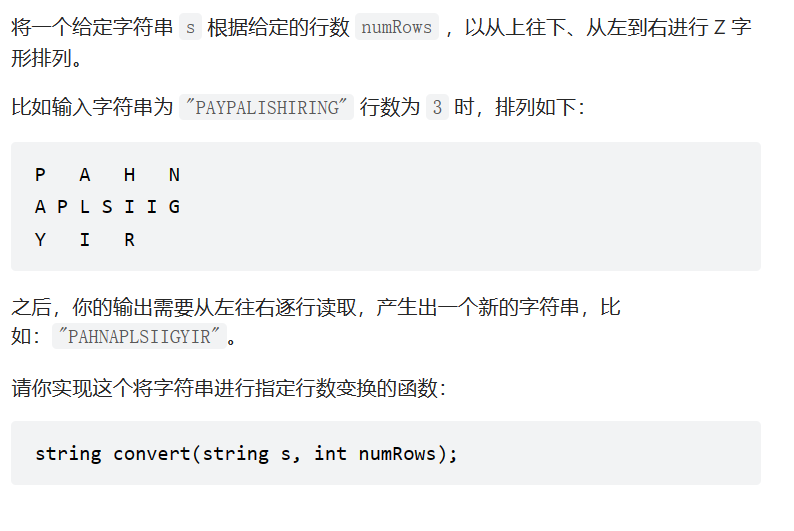 将一个给定字符串 s 根据给定的行数 numRows ，以从上往下、从左到右进行 Z 字
形排列。
比如输入字符串为 "PAYPALISHIRING" 行数为 3 时，排列如下：
P   A   H   N
A P L S I I G
Y   I   R
之后，你的输出需要从左往右逐行读取，产生出一个新的字符串，比
如："PAHNAPLSIIGYIR"。
请你实现这个将字符串进行指定行数变换的函数：
string convert(string s, int numRows);